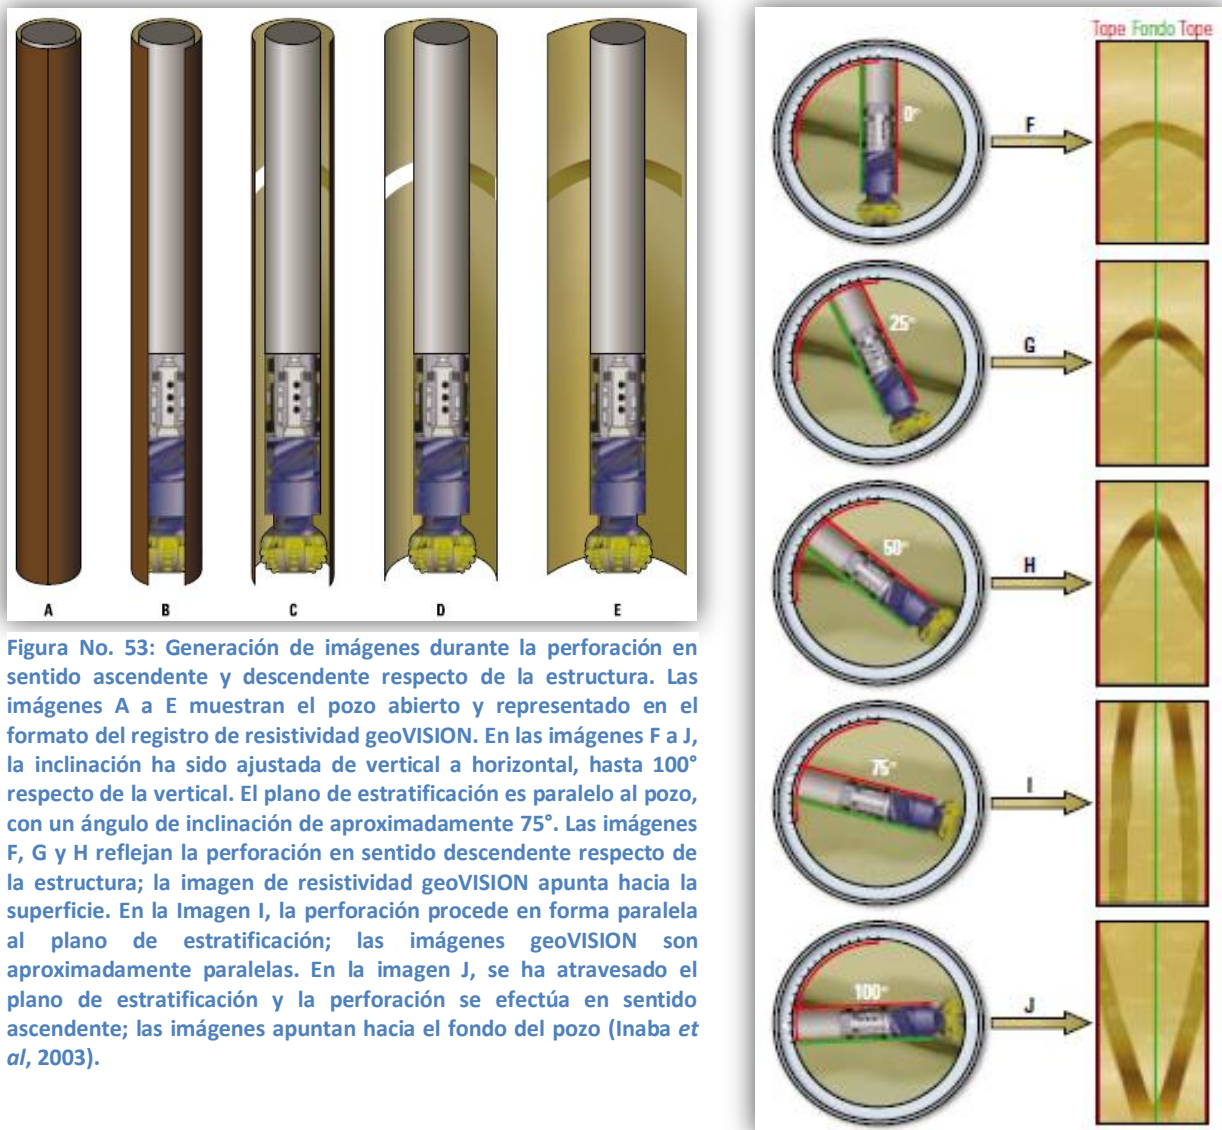 A B C D E
Figura No. 53: Generación de imágenes durante la perforación en
sentido ascendente y descendente respecto de la estructura. Las
imágenes A a E muestran el pozo abierto y representado en el
formato del registro de resistividad geoVISION. En las imágenes F a J,
la inclinación ha sido ajustada de vertical a horizontal, hasta 100°
respecto de la vertical. El plano de estratificación es paralelo al pozo,
con un ángulo de inclinación de aproximadamente 75°. Las imágenes
F, G y H reflejan la perforación en sentido descendente respecto de
la estructura; la imagen de resistividad geoVISION apunta hacia la
superficie. En la Imagen I, la perforación procede en forma paralela
al plano de estratificación; las imágenes geoVISION son
aproximadamente paralelas. En la imagen J, se ha atravesado el
plano de estratificación y la perforación se efectúa en sentido
ascendente; las imágenes apuntan hacia el fondo del pozo (Inaba et
al, 2003).
Tope Fondo Tope
0° F
25° G
50° H
75° I
100° J